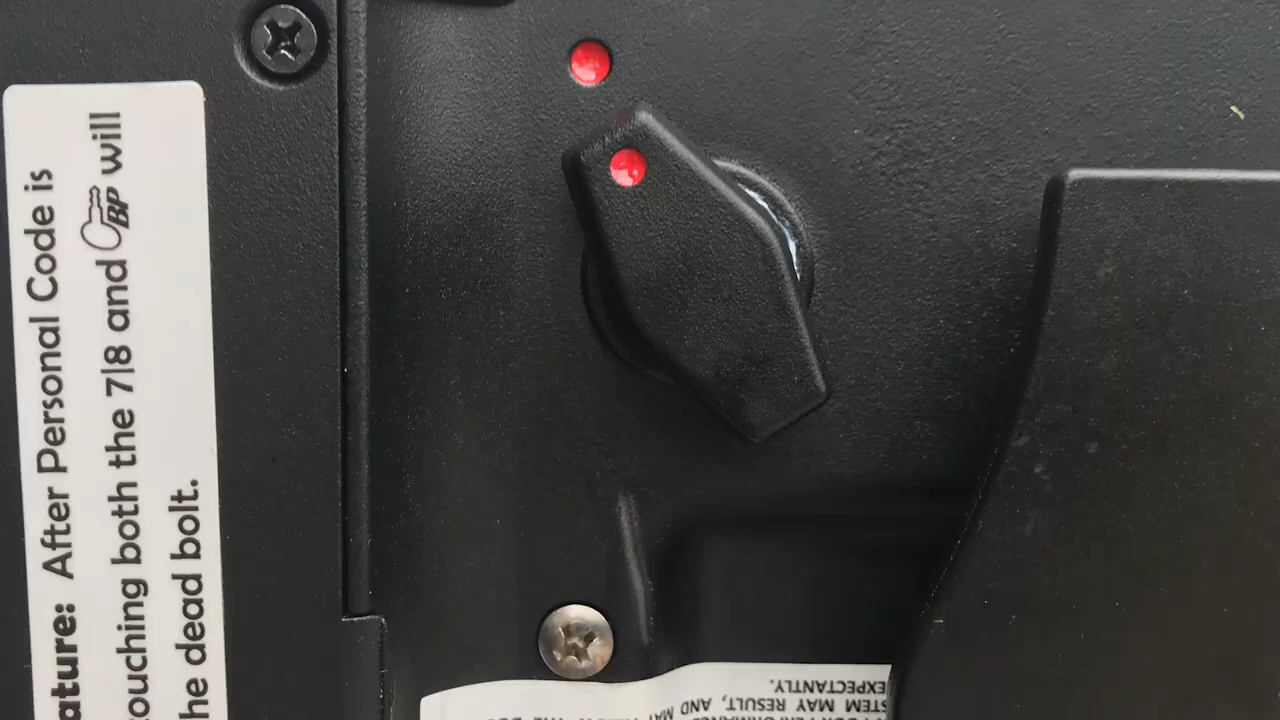 ature: After Personal Code is
touching both the 7|8 and BP will
he dead bolt.
STEM MAY RESULT, AND
EXPECTANTLY.